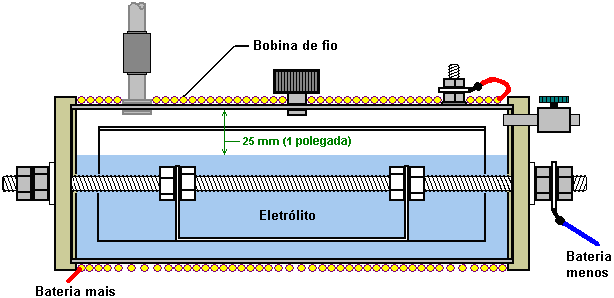 Bobina de fio
25 mm (1 polegada)
Eletrólito
Bateria
menos
Bateria mais